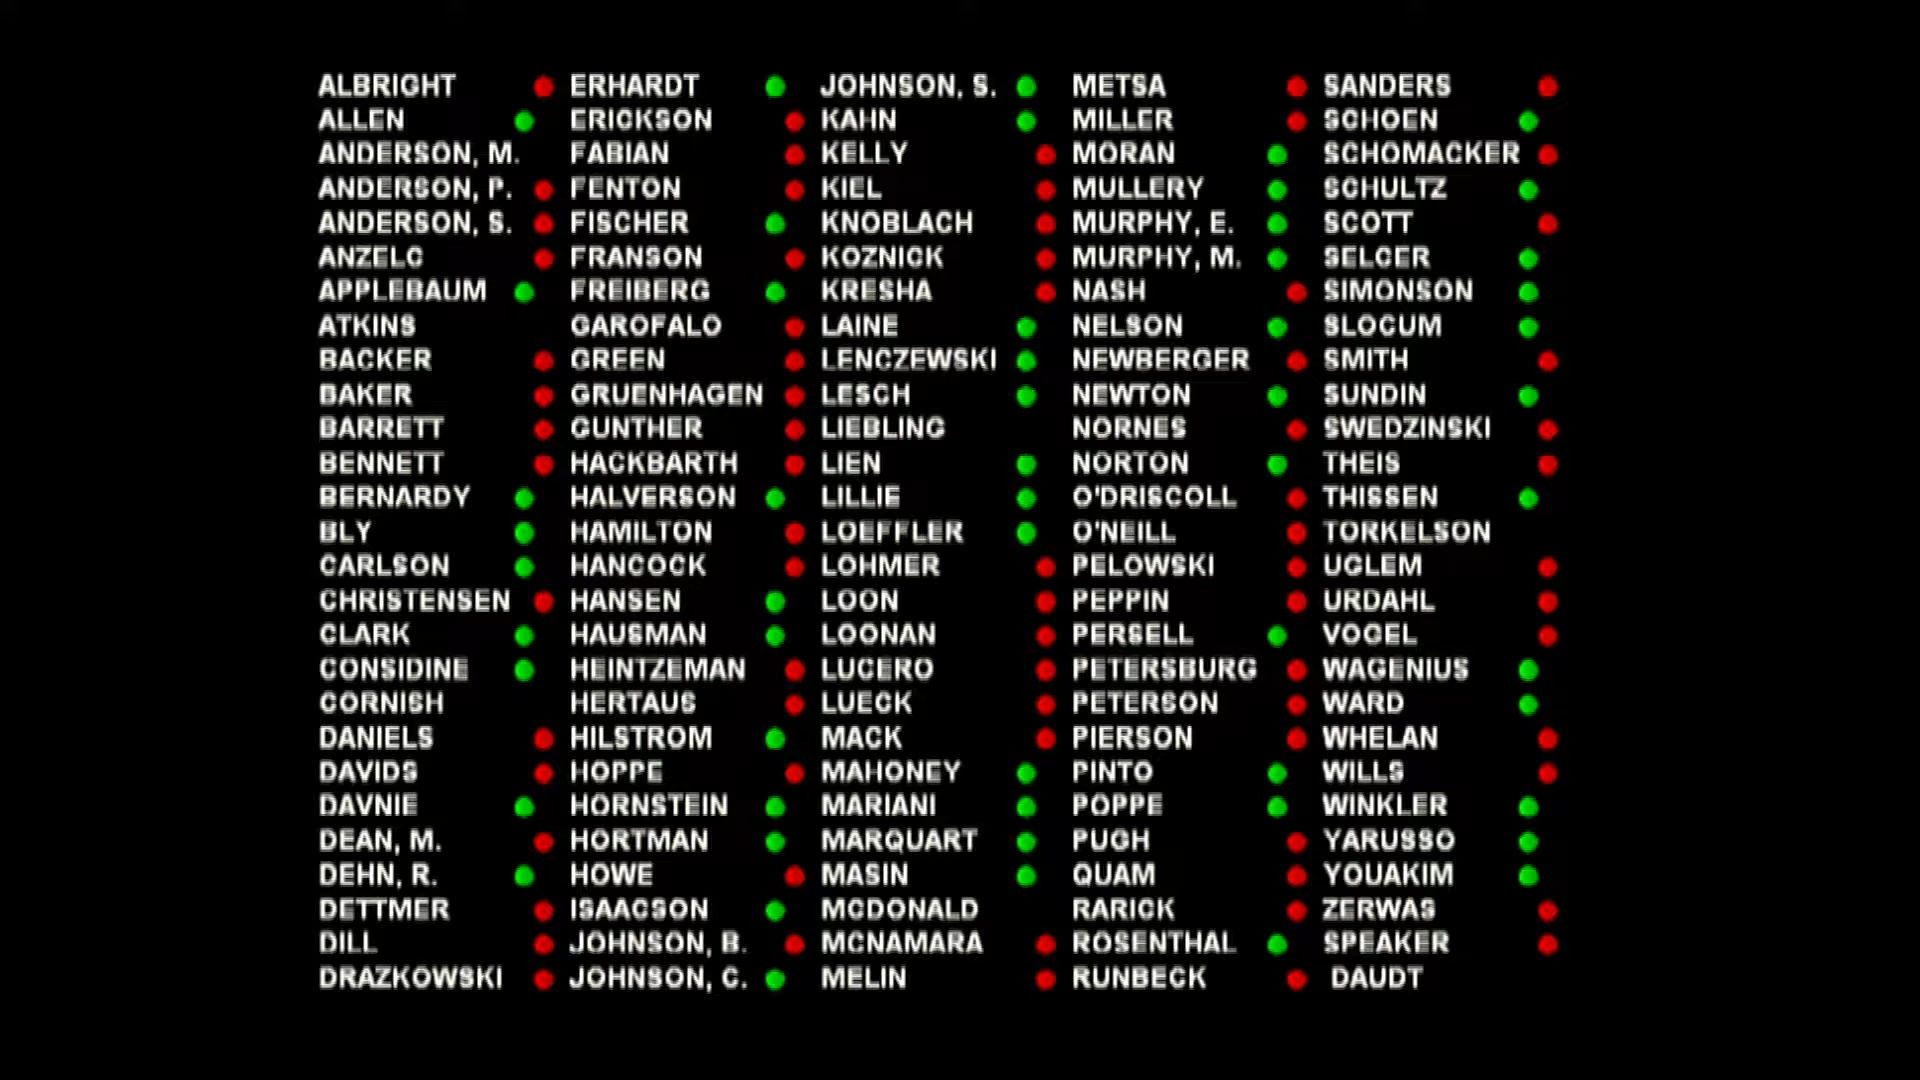 ALBRIGHT
ALLEN
ANDERSON, M.
ANDERSON, P.
ANDERSON, S.
ANZELC
APPLEBAUM
ATKINS
BACKER
BAKER
BARRETT
BENNETT
BERNARDY
BLY
CARLSON
CHRISTENSEN
CLARK
CONSIDINE
CORNISH
DANIELS
DAVIDS
DAVNIE
DEAN, M.
DEHN, R.
DETTMER
DILL
DRAZKOWSKI
ERHARDT
ERICKSON
FABIAN
FENTON
FISCHER
FRANSON
FREIBERG
GAROFALO
GREEN
GRUENHAGEN
GUNTHER
HACKBARTH
HALVERSON
HAMILTON
HANCOCK
HANSEN
HAUSMAN
HEINTZEMAN
HERTAUS
HILSTROM
HOPPE
HORNSTEIN
HORTMAN
HOWE
ISAACSON
JOHNSON, B.
JOHNSON, C.
JOHNSON, S.
KAHN
KELLY
KIEL
KNOBLACH
KOZNICK
KRESHA
LAINE
LENCZEWSKI
LESCH
LIEBLING
LIEN
LILLIE
LOEFFLER
LOHMER
LOON
LOONAN
LUCERO
LUECK
MACK
MAHONEY
MARIANI
MARQUART
MASIN
MCDONALD
MCNAMARA
MELIN
METSA
MILLER
MORAN
MULLERY
MURPHY, E.
MURPHY, M.
NASH
NELSON
NEWBERGER
NEWTON
NORNES
NORTON
O'DRISCOLL
O'NEILL
PELOWSKI
PEPPIN
PERSELL
PETERSBURG
PETERSON
PIERSON
PINTO
POPPE
PUGH
QUAM
RARICK
ROSENTHAL
RUNBECK
SANDERS
SCHOEN
SCHOMACKER
SCHULTZ
SCOTT
SELCER
SIMONSON
SLOCUM
SMITH
SUNDIN
SWEDZINSKI
THEIS
THISSEN
TORKELSON
UGLEM
URDAHL
VOGEL
WAGENIUS
WARD
WHELAN
WILLS
WINKLER
YARUSSO
YOUAKIM
ZERWAS
SPEAKER
DAUDT